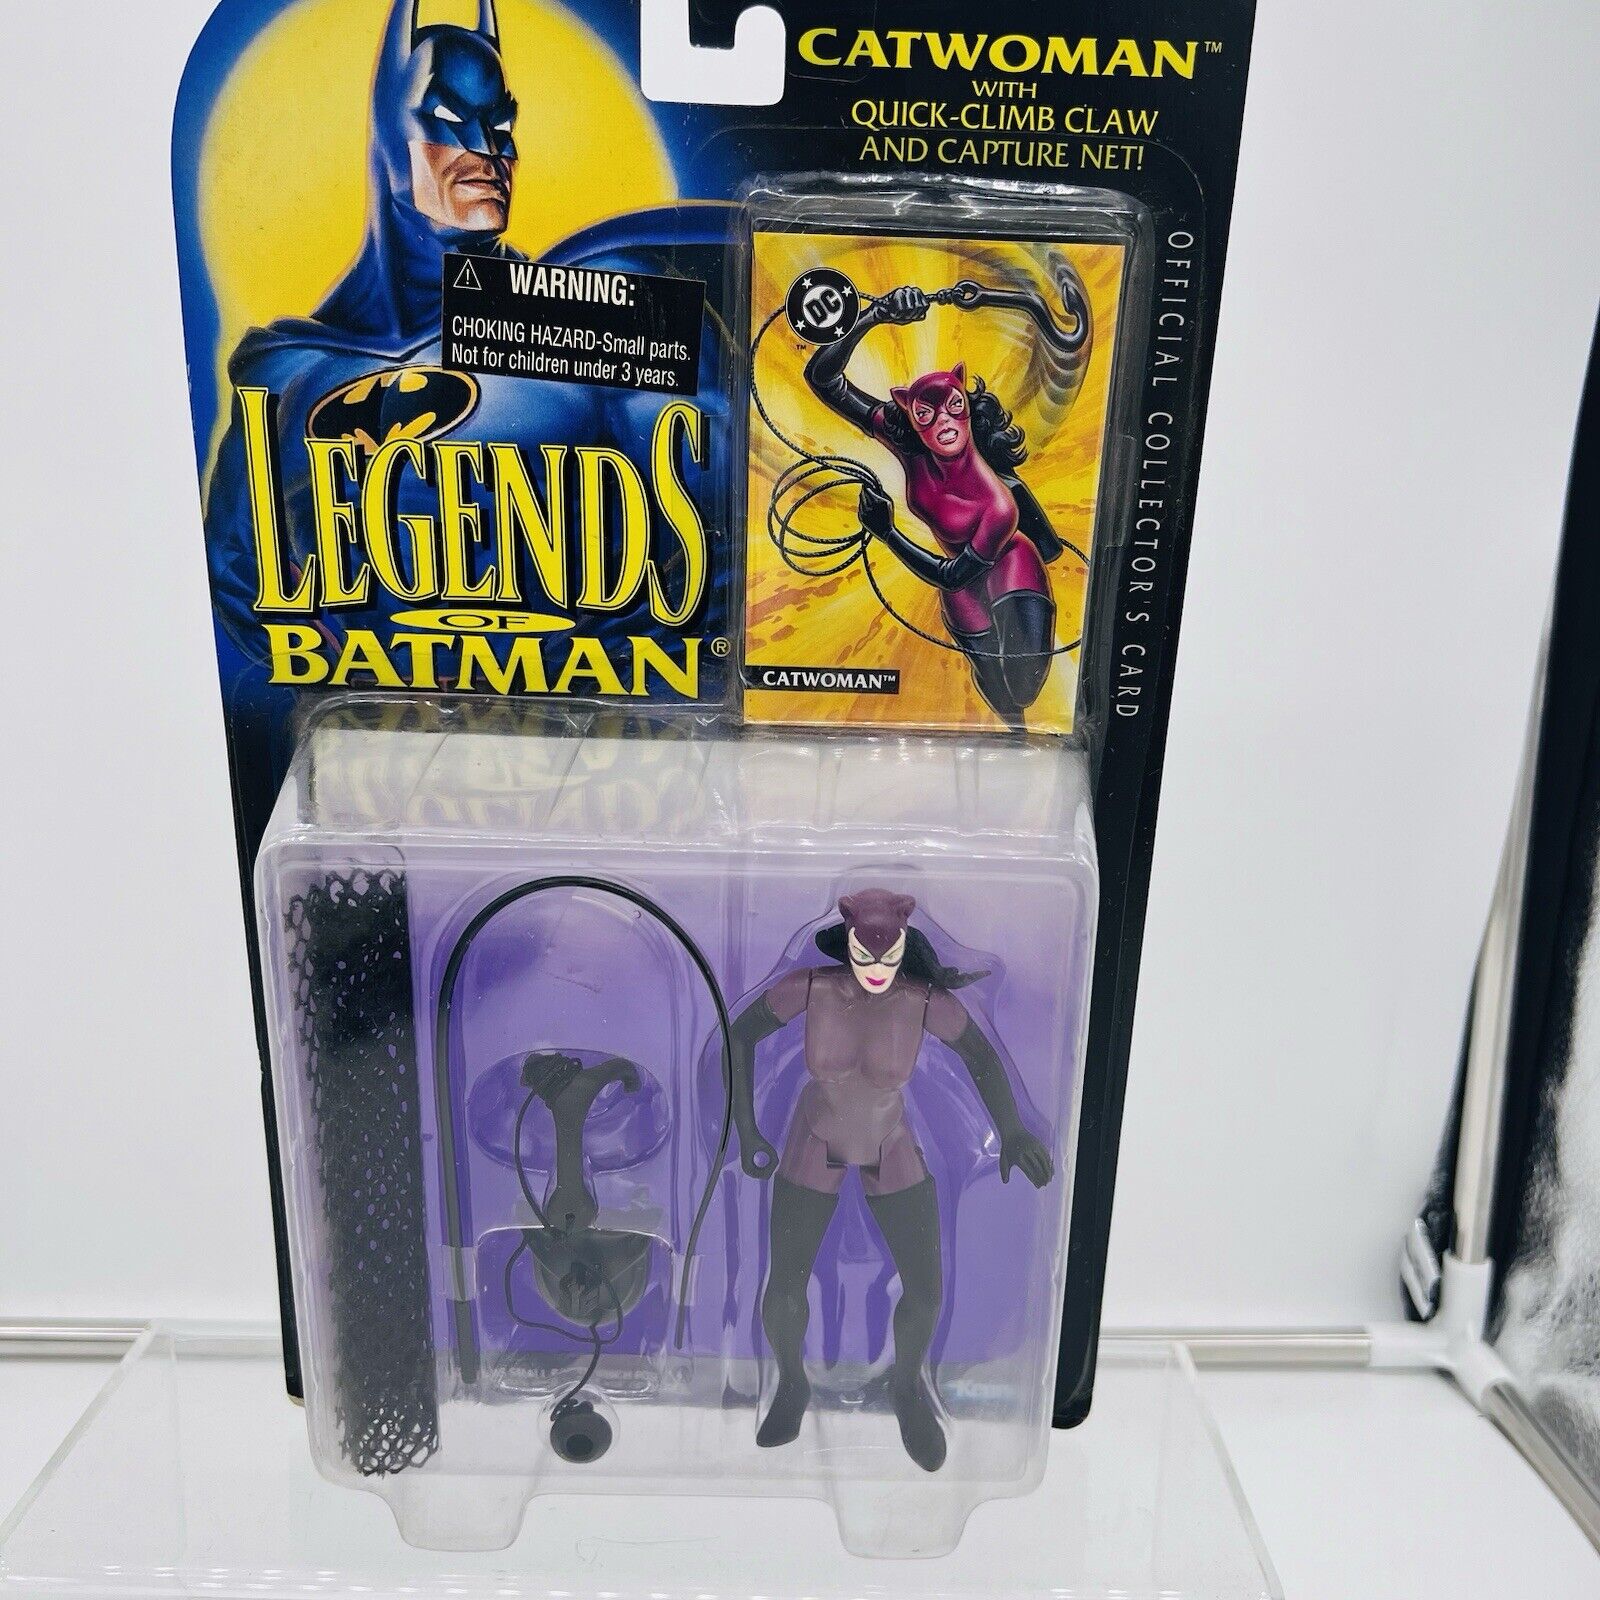 CATWOMAN™
WITH
QUICK-CLIMB CLAW
AND CAPTURE NET!
WARNING:
CHOKING HAZARD-Small parts.
Not for children under 3 years.
LEGENDS
OF
BATMAN®
DC
™
CATWOMAN™
OFFICIAL COLLECTOR'S CARD